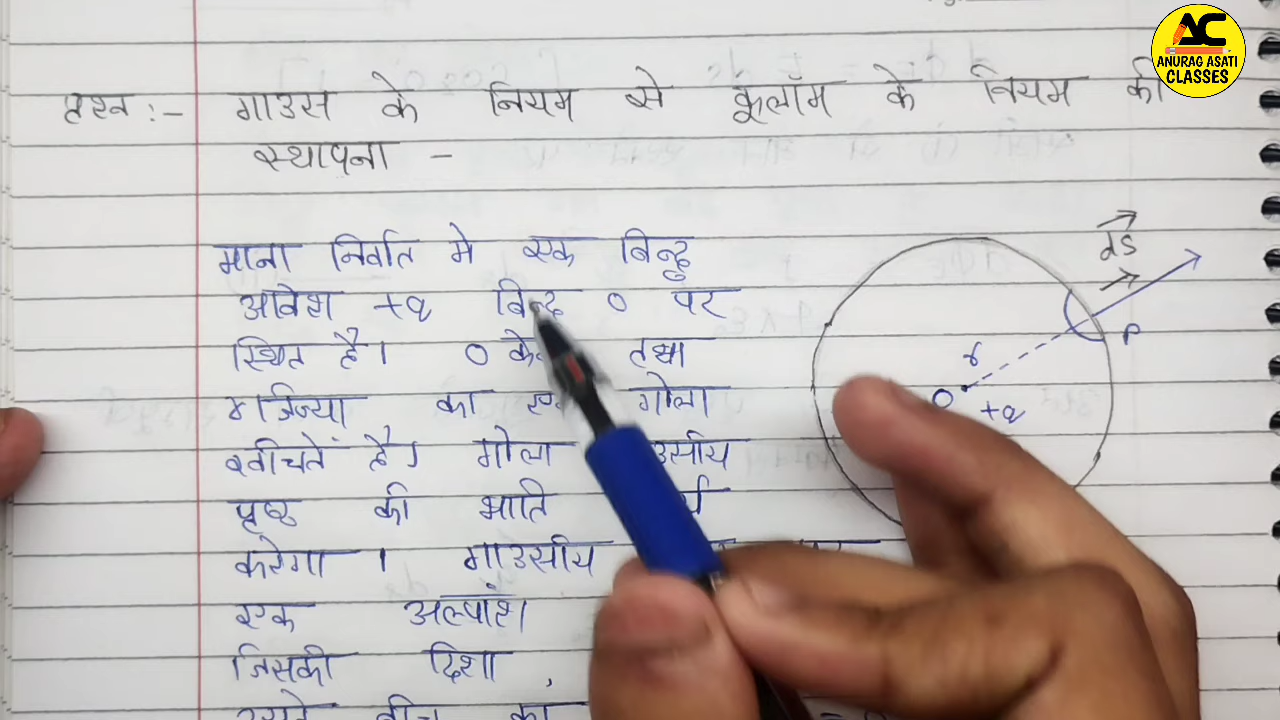 प्रश्न :- गाउस के नियम से कूलॉम के नियम की
स्थापना -
माना निर्वात मे एक बिन्दु
आवेश +q बिन्दु O पर
स्थित है। O तथा
r त्रिज्या का एक गोला
खीचतें है। गोला
पृष्ठ की भाति
करेगा । गाउसीय
एक अल्पांश
जिसकी दिशा
dS
P
r
O
+q
AC
ANURAG ASATI
CLASSES